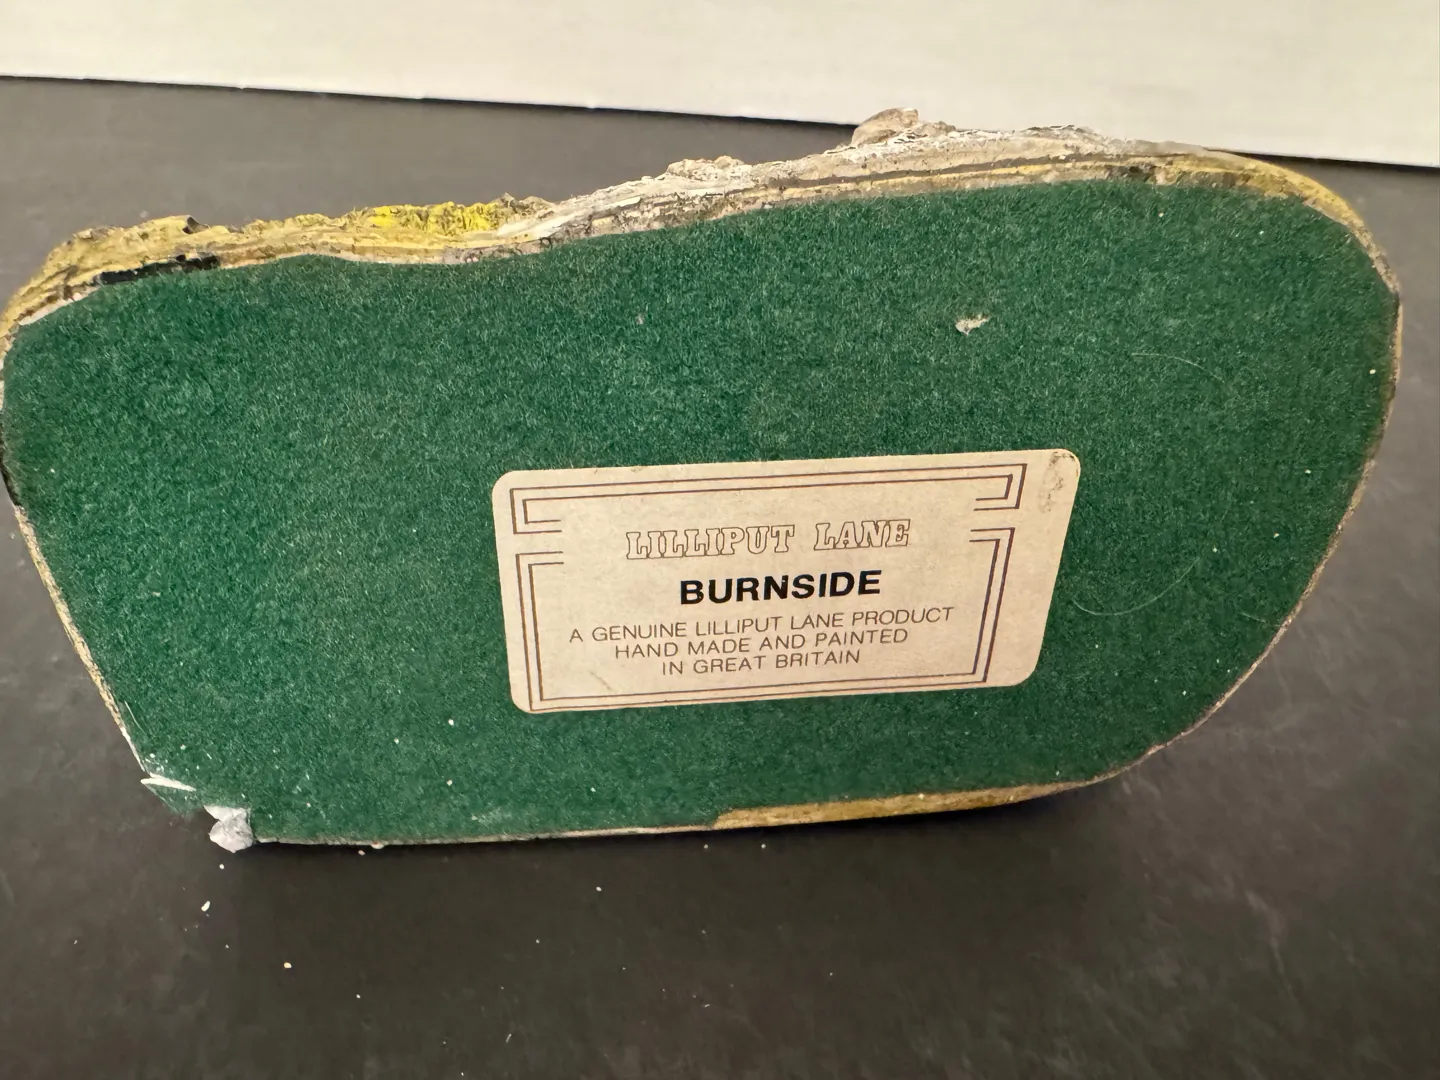 LILLIPUT LANE
BURNSIDE
A GENUINE LILLIPUT LANE PRODUCT
HAND MADE AND PAINTED
IN GREAT BRITAIN